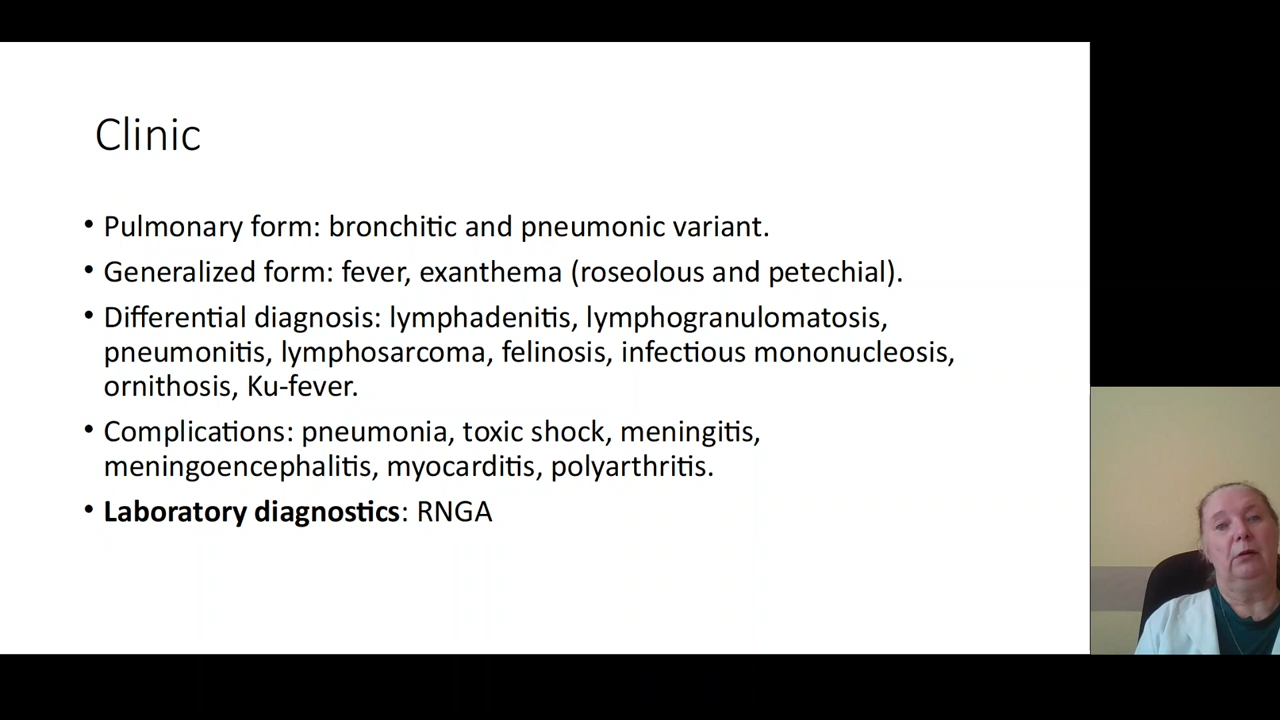 Clinic
• Pulmonary form: bronchitic and pneumonic variant.
• Generalized form: fever, exanthema (roseolous and petechial).
• Differential diagnosis: lymphadenitis, lymphogranulomatosis,
pneumonitis, lymphosarcoma, felinosis, infectious mononucleosis,
ornithosis, Ku-fever.
• Complications: pneumonia, toxic shock, meningitis,
meningoencephalitis, myocarditis, polyarthritis.
• Laboratory diagnostics: RNGA